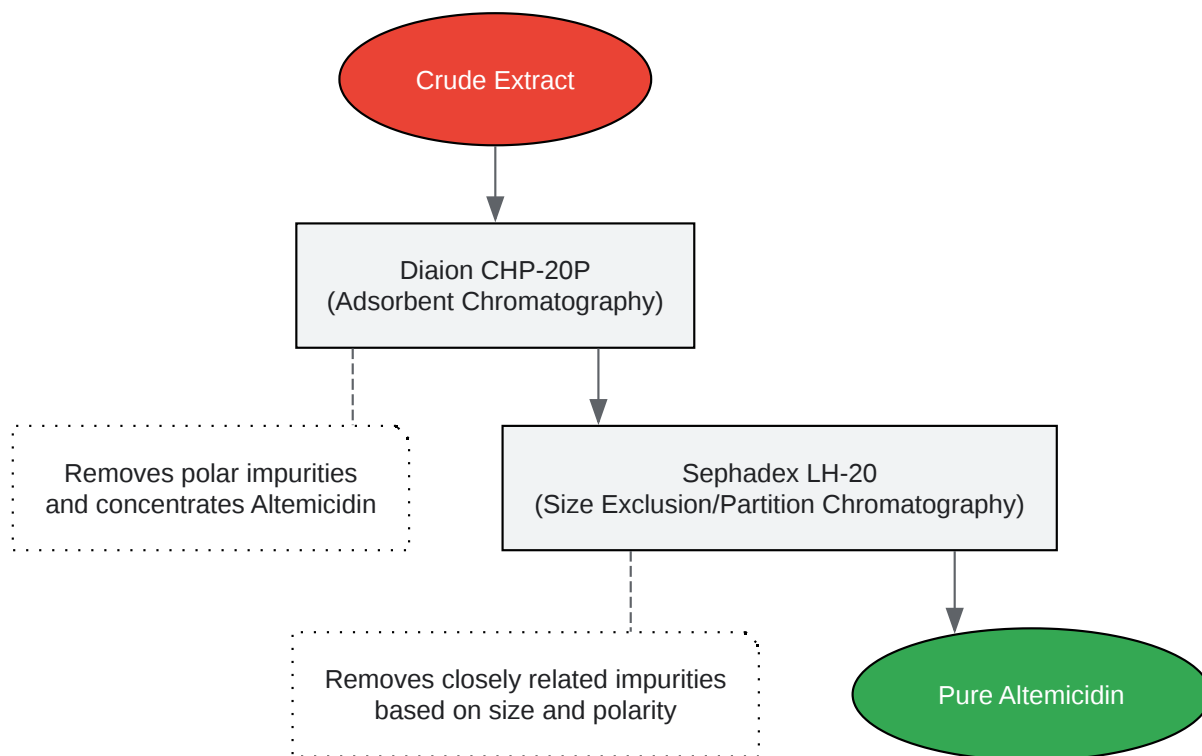 Crude Extract
Diaion CHP-20P
(Adsorbent Chromatography)
Removes polar impurities
and concentrates Altemicidin
Sephadex LH-20
(Size Exclusion/Partition Chromatography)
Removes closely related impurities
based on size and polarity
Pure Altemicidin